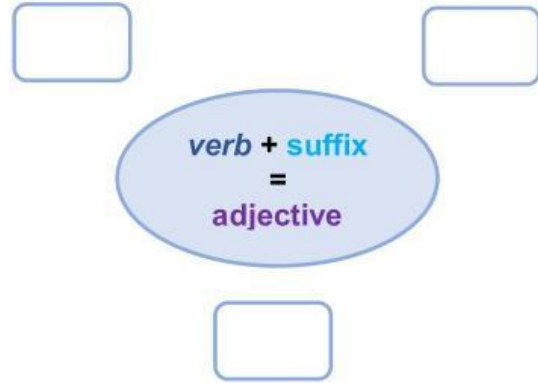 verb + suffix
=
adjective